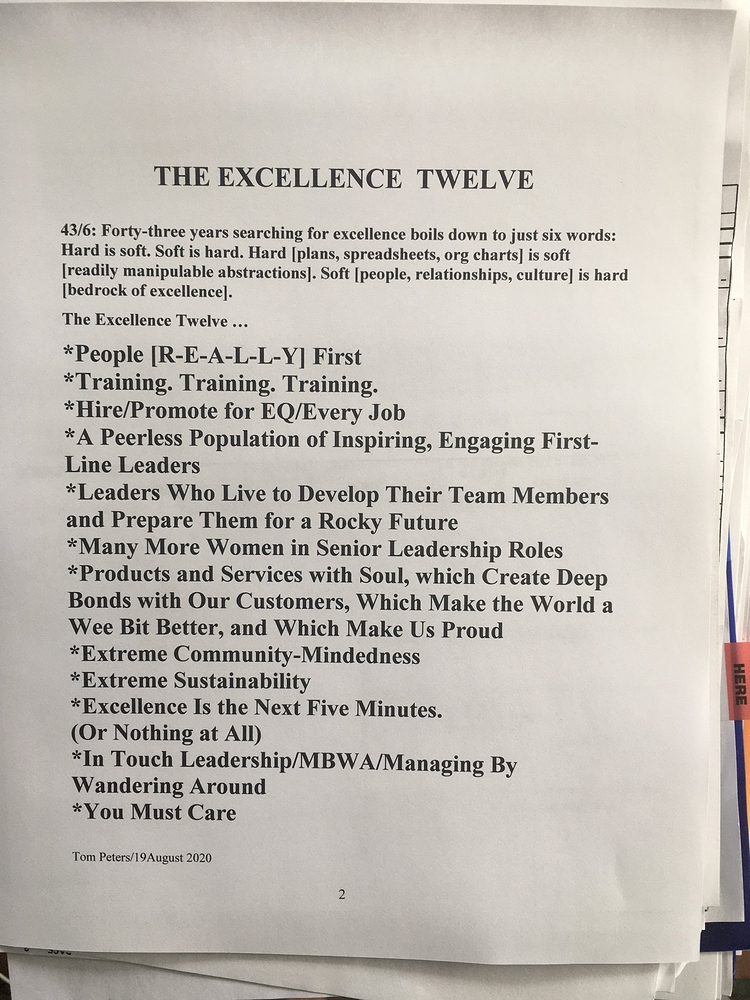 THE EXCELLENCE TWELVE
43/6: Forty-three years searching for excellence boils down to just six words:
Hard is soft. Soft is hard. Hard [plans, spreadsheets, org charts] is soft
[readily manipulable abstractions]. Soft [people, relationships, culture] is hard
[bedrock of excellence].
The Excellence Twelve …
*People [R-E-A-L-L-Y] First
*Training. Training. Training.
*Hire/Promote for EQ/Every Job
*A Peerless Population of Inspiring, Engaging First-
Line Leaders
*Leaders Who Live to Develop Their Team Members
and Prepare Them for a Rocky Future
*Many More Women in Senior Leadership Roles
*Products and Services with Soul, which Create Deep
Bonds with Our Customers, Which Make the World a
Wee Bit Better, and Which Make Us Proud
*Extreme Community-Mindedness
*Extreme Sustainability
*Excellence Is the Next Five Minutes.
(Or Nothing at All)
*In Touch Leadership/MBWA/Managing By
Wandering Around
*You Must Care
Tom Peters/19August 2020
2
HERE